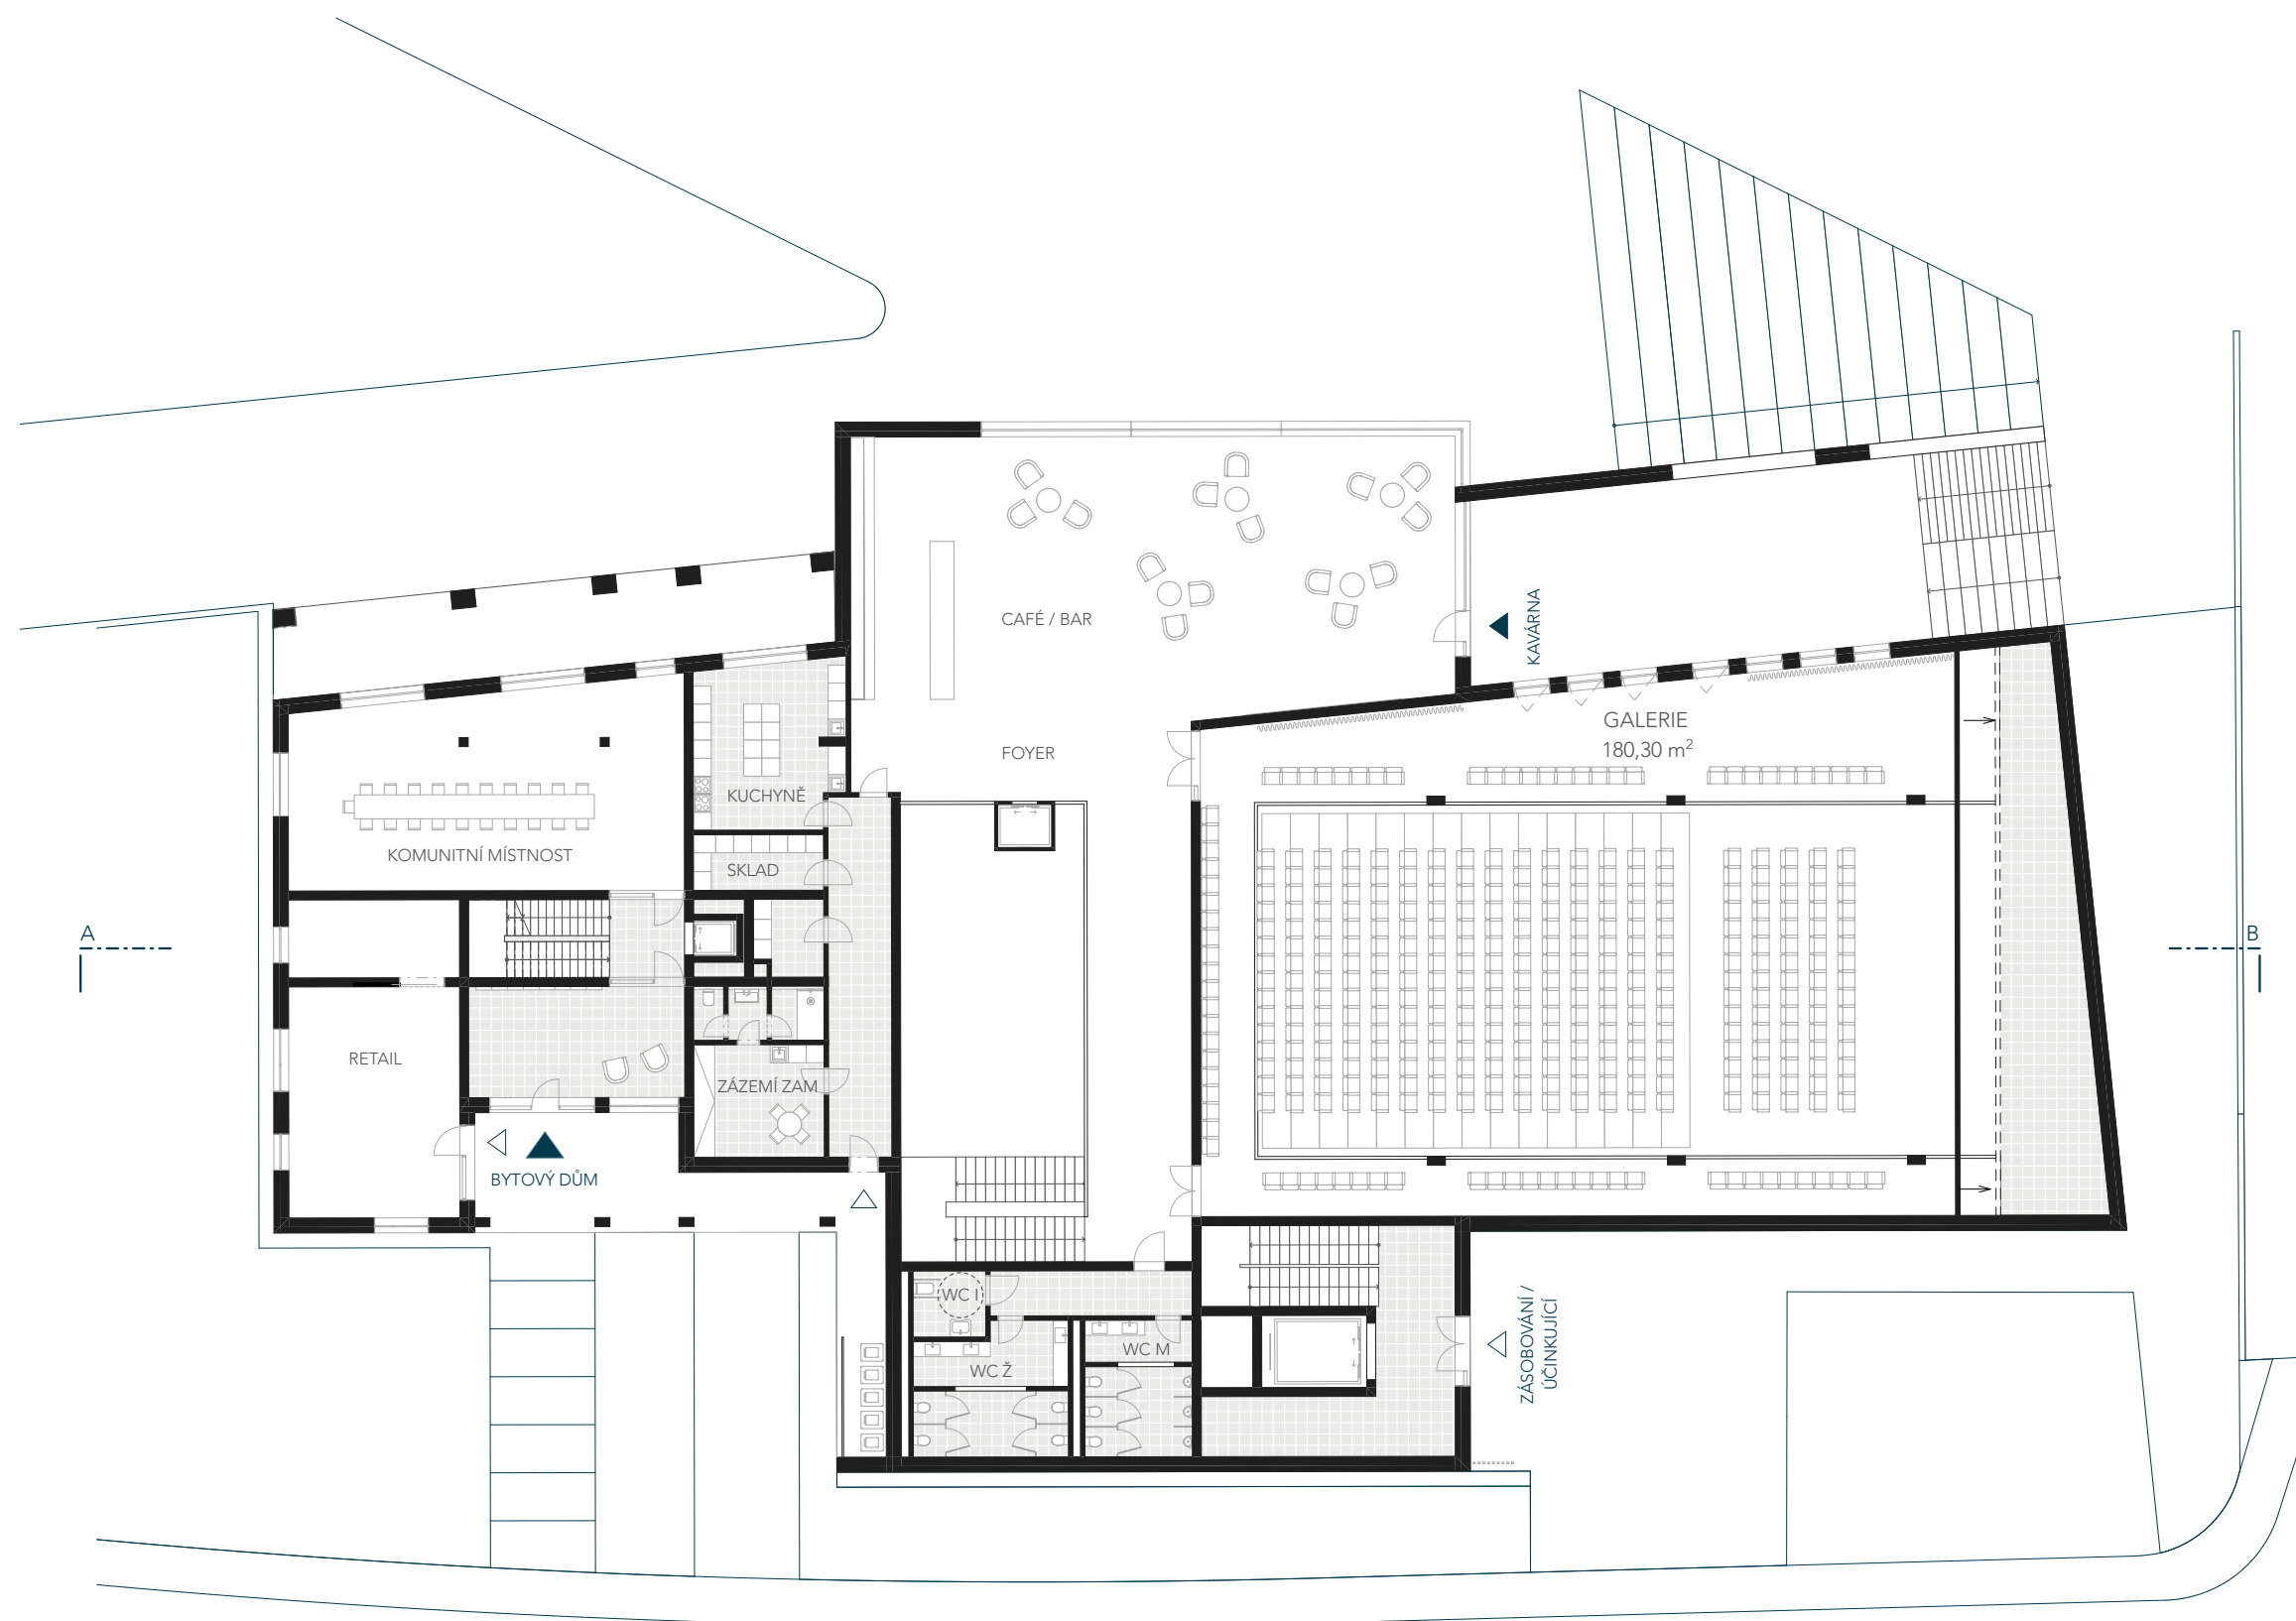 CAFÉ / BAR
KAVÁRNA
FOYER
GALERIE
180,30 m²
KUCHYNĚ
KOMUNITNÍ MÍSTNOST
SKLAD
A
B
RETAIL
ZÁZEMÍ ZAM
BYTOVÝ DŮM
WC I
WC M
WC Ž
ZÁSOBOVÁNÍ /
ÚČINKUJÍCÍ